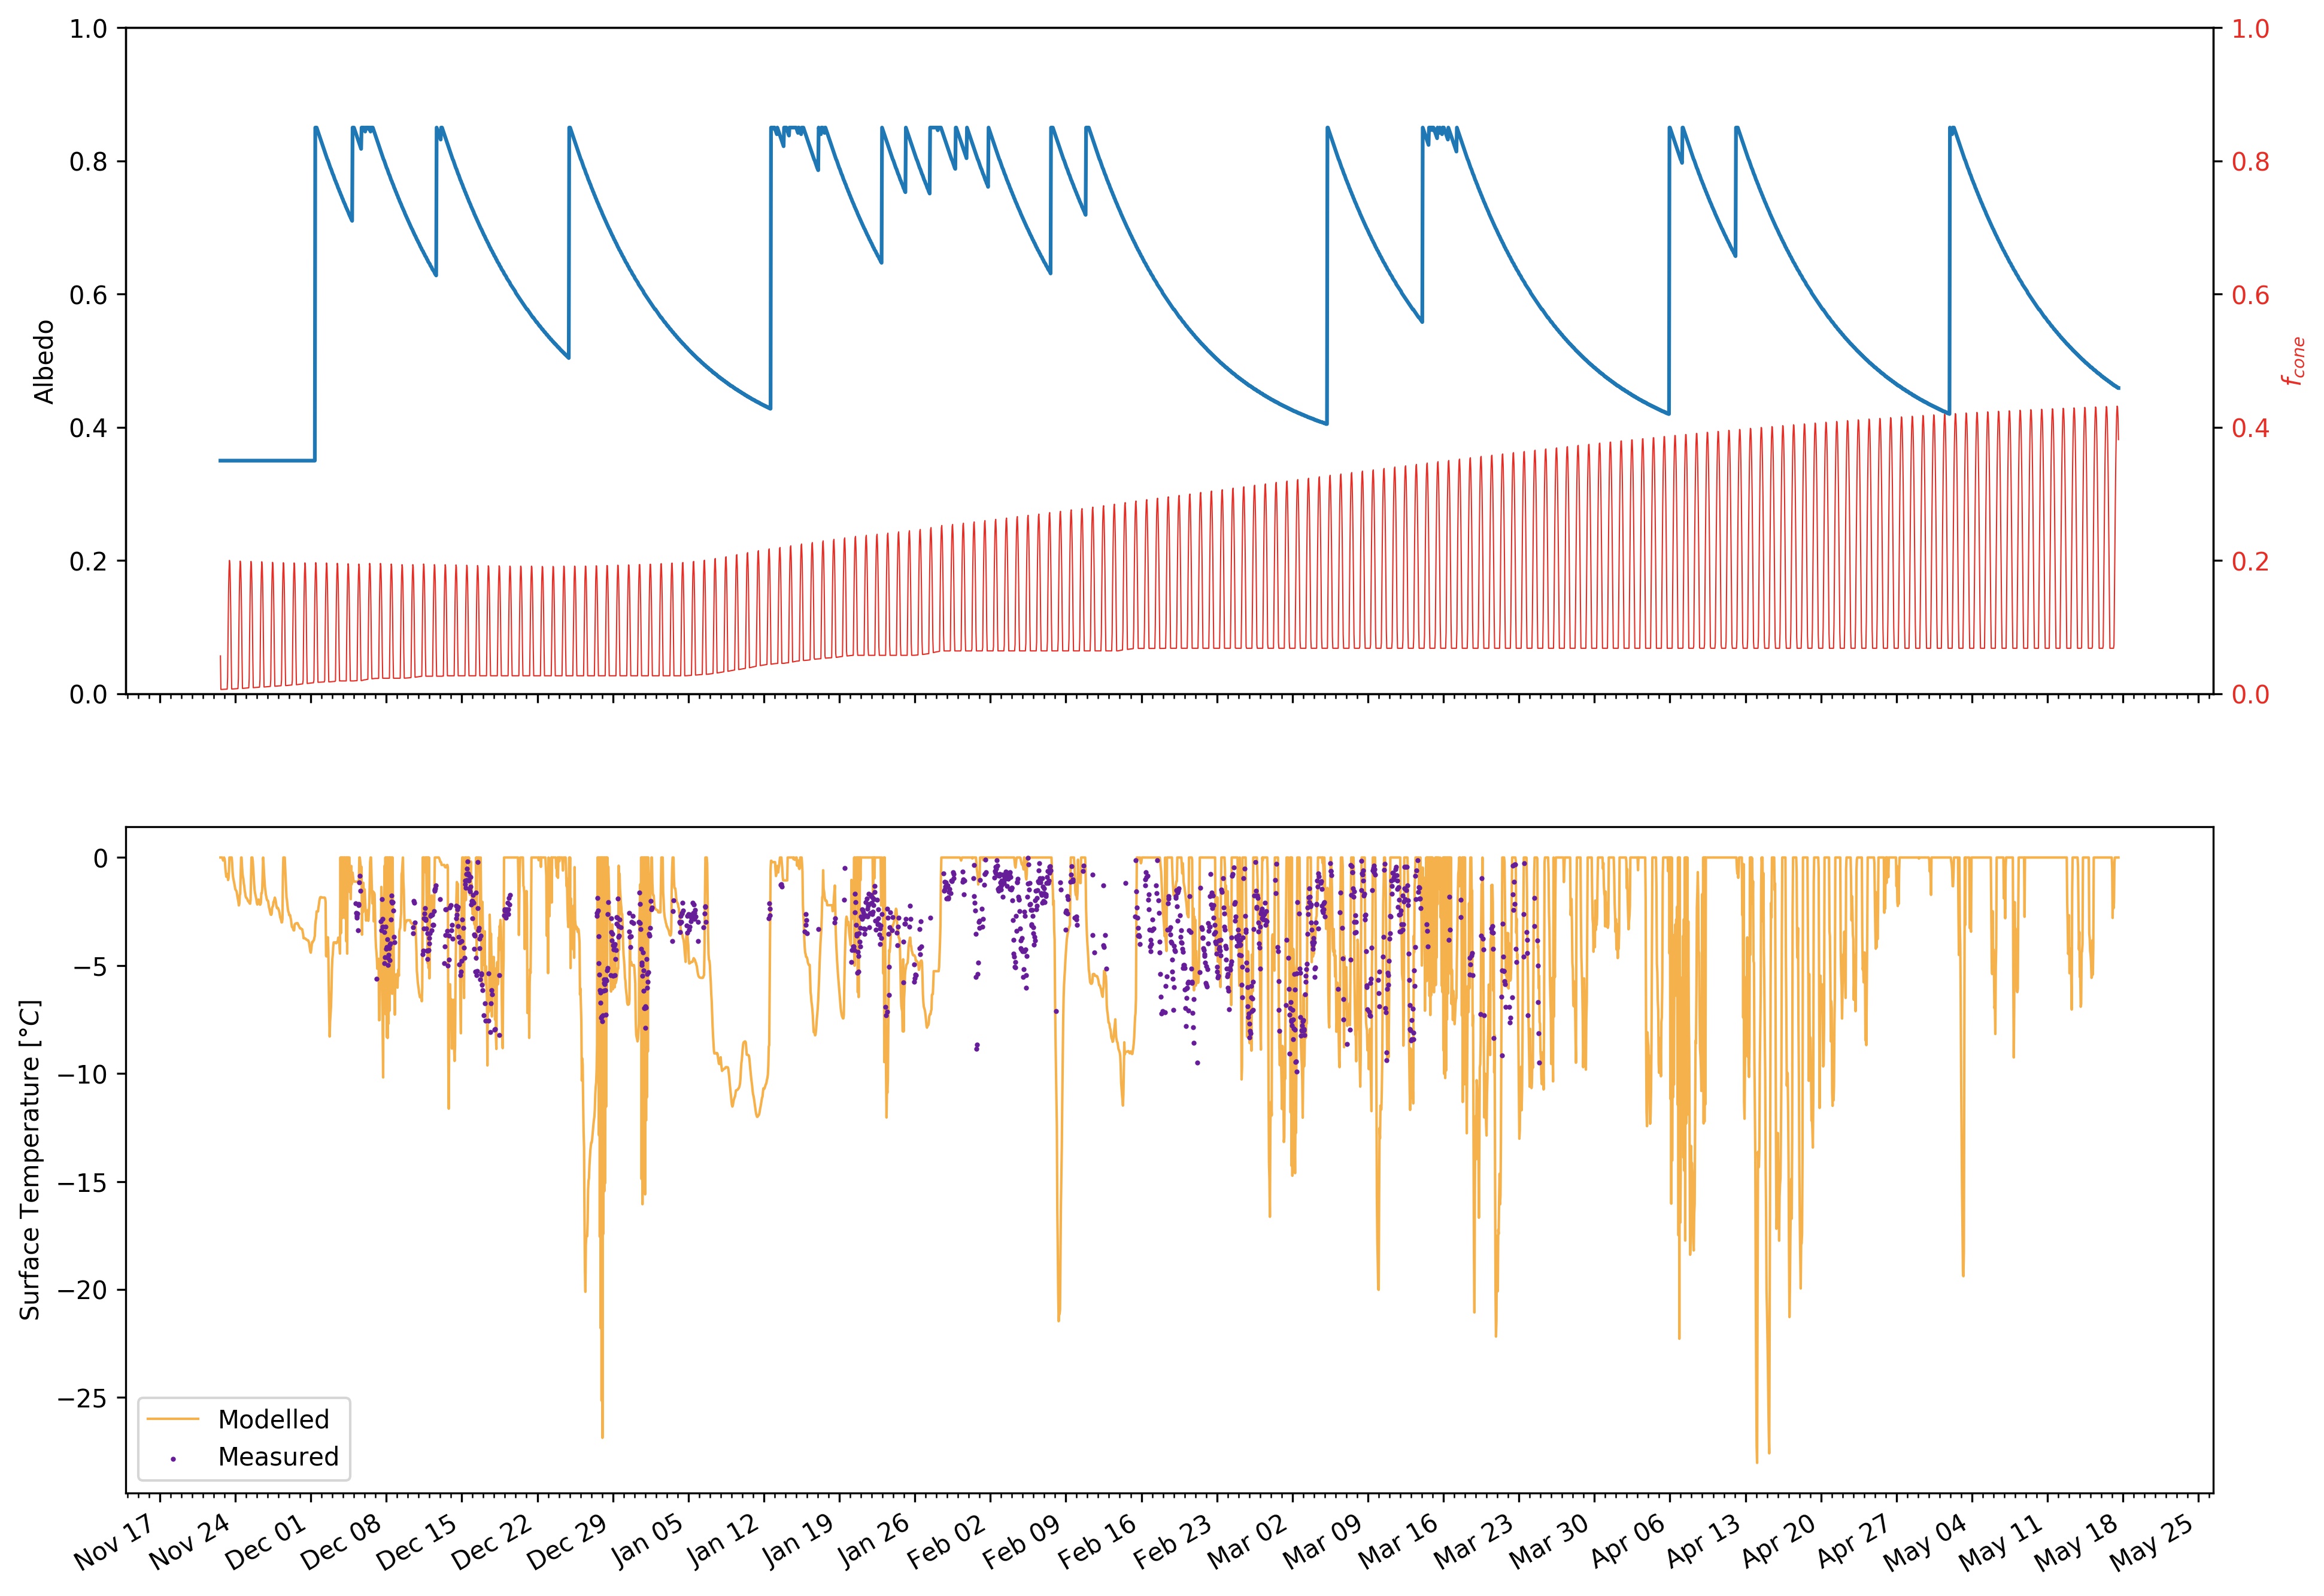 1.0
0.8
0.6
0.4
0.2
0.0
Albedo
1.0
0.8
0.6
0.4
0.2
0.0
f_cone
0
−5
−10
−15
−20
−25
Surface Temperature [°C]
Modelled
Measured
Nov 17
Nov 24
Dec 01
Dec 08
Dec 15
Dec 22
Dec 29
Jan 05
Jan 12
Jan 19
Jan 26
Feb 02
Feb 09
Feb 16
Feb 23
Mar 02
Mar 09
Mar 16
Mar 23
Mar 30
Apr 06
Apr 13
Apr 20
Apr 27
May 04
May 11
May 18
May 25